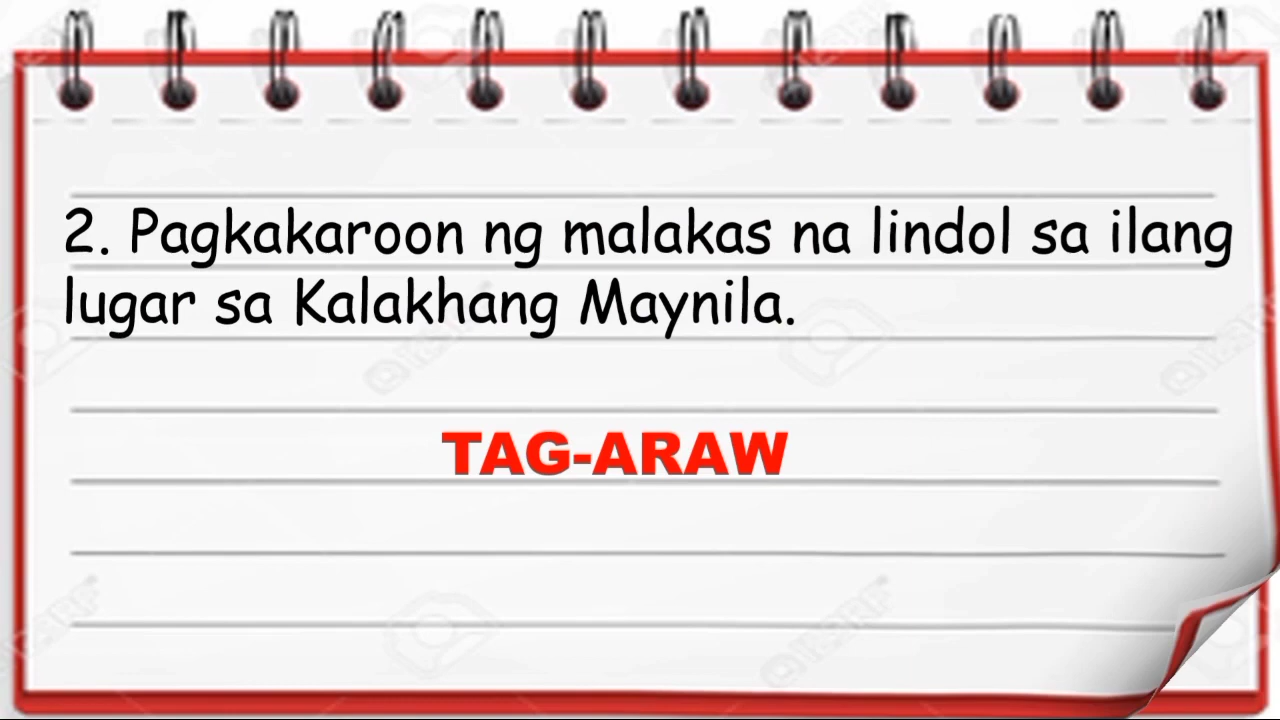 2. Pagkakaroon ng malakas na lindol sa ilang
lugar sa Kalakhang Maynila.
TAG-ARAW